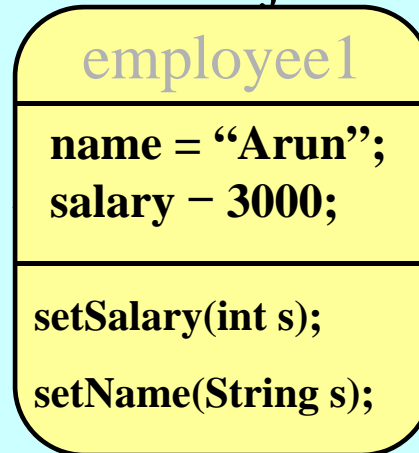 employee1
name = “Arun”;
salary − 3000;
setSalary(int s);
setName(String s);